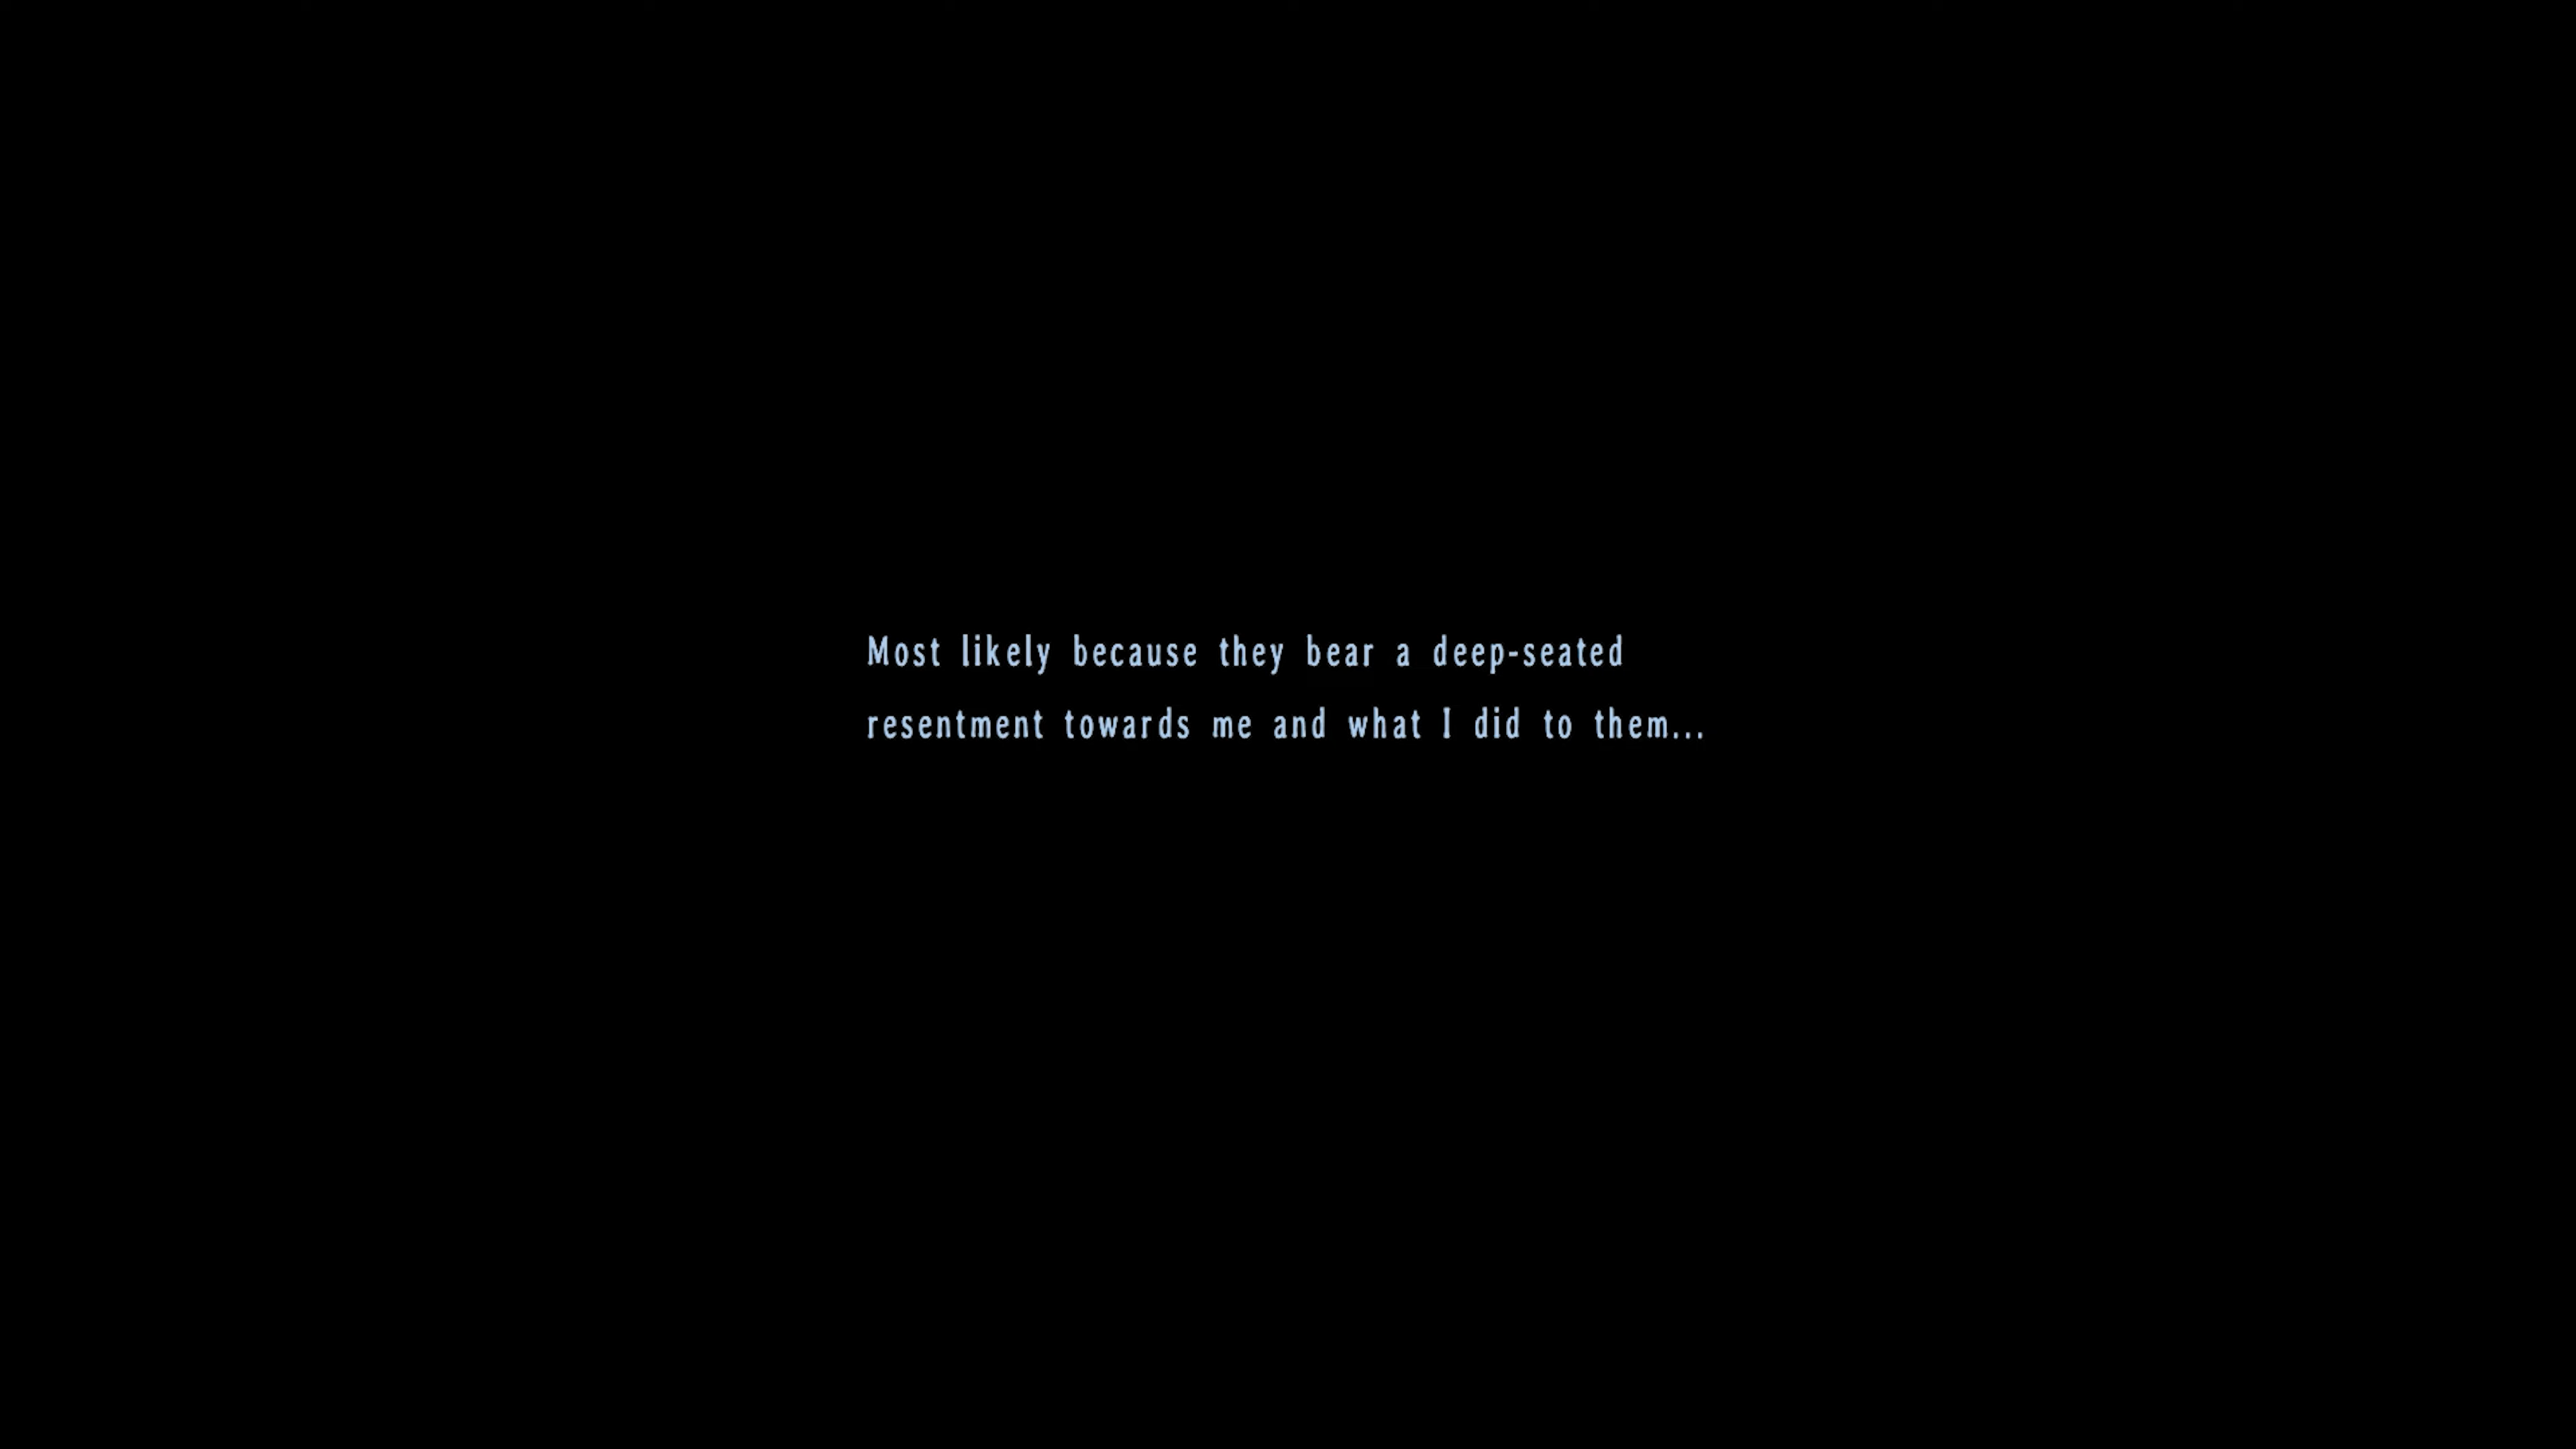 Most likely because they bear a deep-seated
resentment towards me and what I did to them...